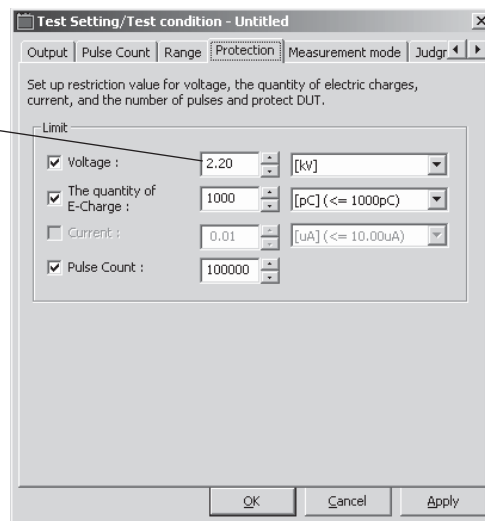 Test Setting/Test condition - Untitled
Output Pulse Count Range Protection Measurement mode Judgr
Set up restriction value for voltage, the quantity of electric charges,
current, and the number of pulses and protect DUT.
Limit
Voltage : 2.20 [kV]
The quantity of
E-Charge : 1000 [pC] (<= 1000pC)
Current : 0.01 [uA] (<= 10.00uA)
Pulse Count : 100000
OK Cancel Apply